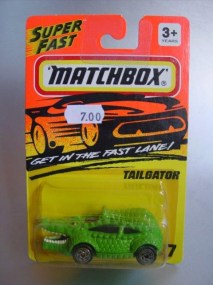 SUPER
FAST
3+
YEARS
MATCHBOX®
7.00
GET IN THE FAST LANE!
TAILGATOR
7